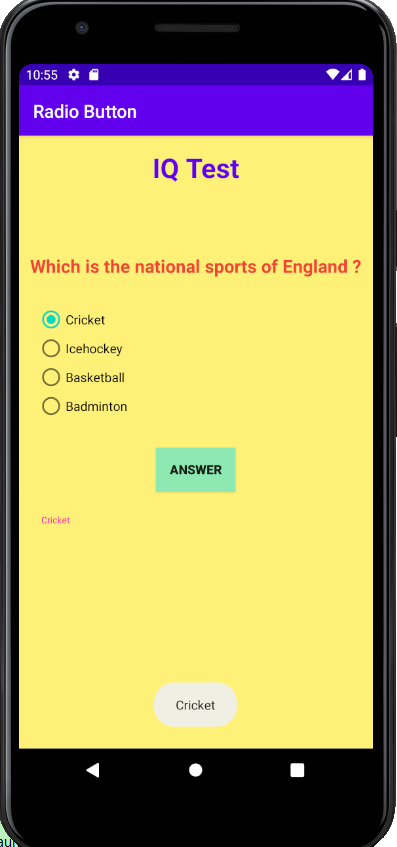 10:55
Radio Button
IQ Test
Which is the national sports of England ?
Cricket
Icehockey
Basketball
Badminton
ANSWER
Cricket
Cricket